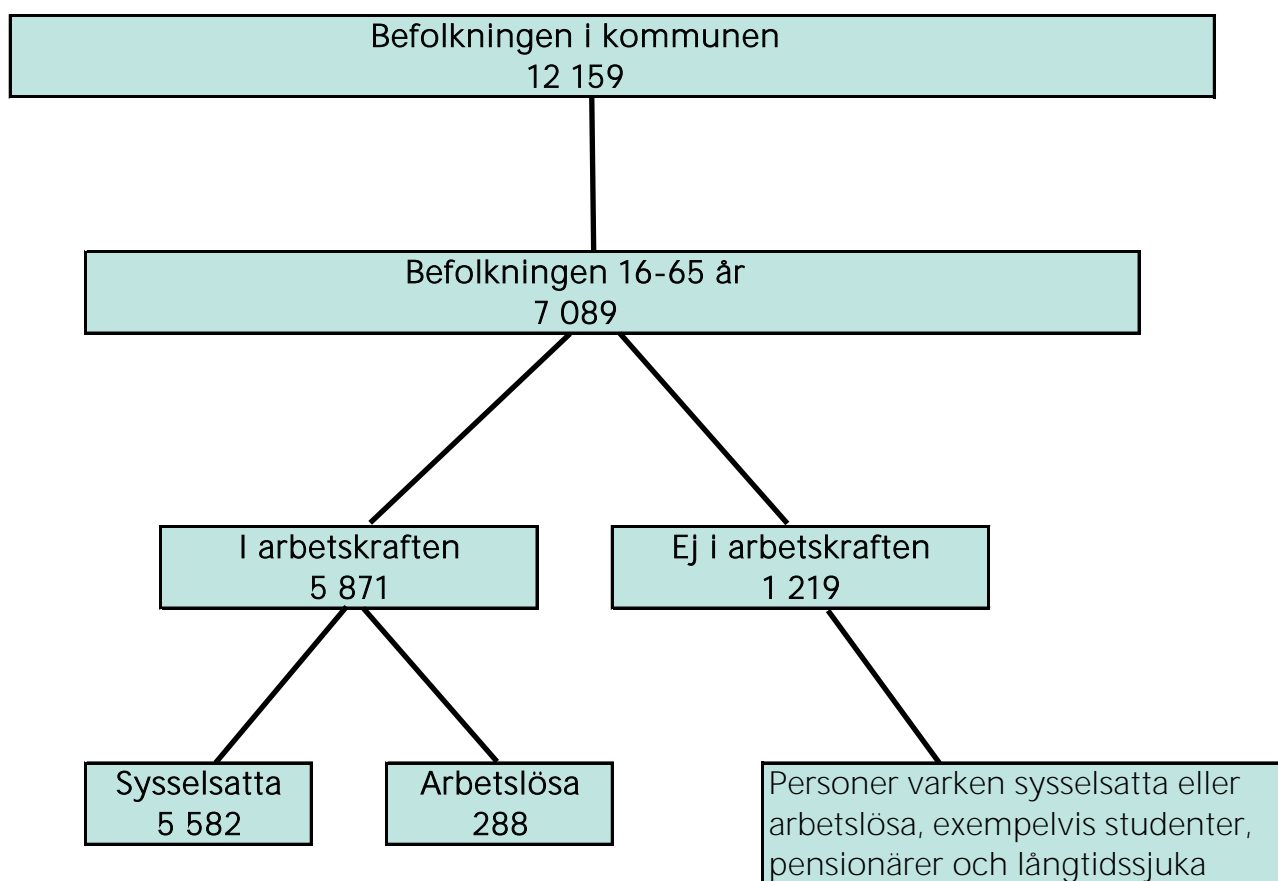 Befolkningen i kommunen
12 159
Befolkningen 16-65 år
7 089
I arbetskraften
5 871
Ej i arbetskraften
1 219
Sysselsatta
5 582
Arbetslösa
288
Personer varken sysselsatta eller
arbetslösa, exempelvis studenter,
pensionärer och långtidssjuka